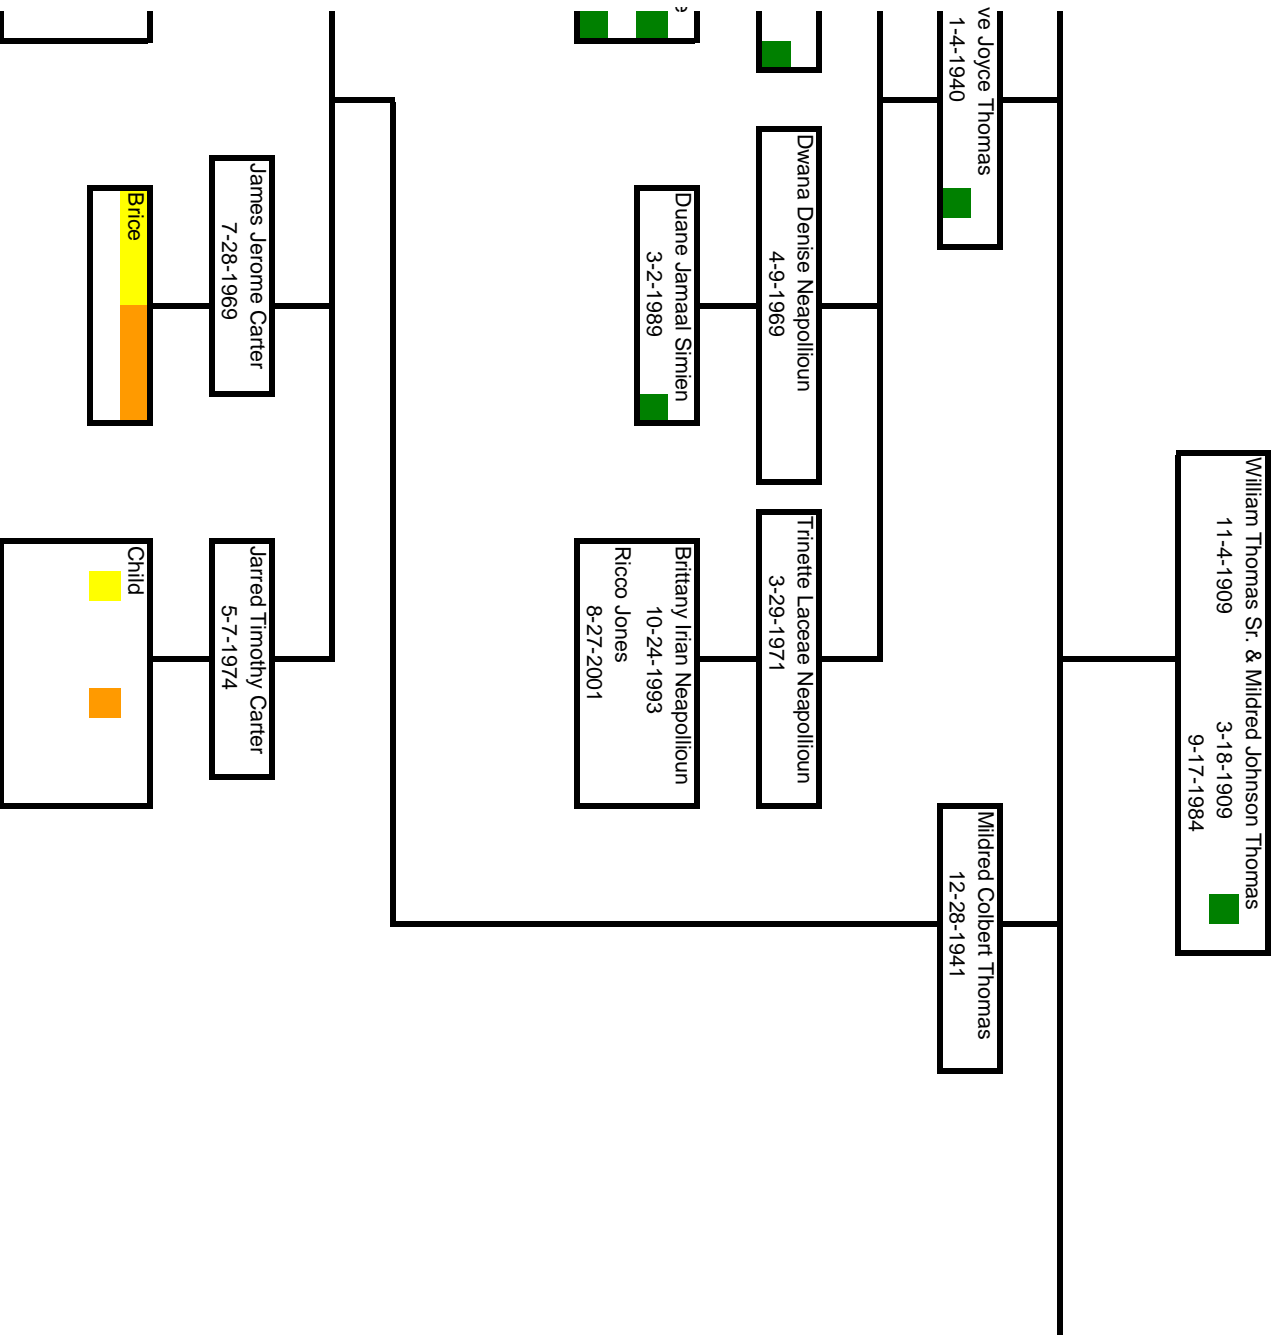 William Thomas Sr. & Mildred Johnson Thomas
11-4-1909 3-18-1909
9-17-1984
ve Joyce Thomas
1-4-1940
Mildred Colbert Thomas
12-28-1941
Dwana Denise Neapollioun
4-9-1969
Trinette Laceae Neapollioun
3-29-1971
e
Duane Jamaal Simien
3-2-1989
Brittany Irian Neapollioun
10-24-1993
Ricco Jones
8-27-2001
James Jerome Carter
7-28-1969
Jarred Timothy Carter
5-7-1974
Brice
Child